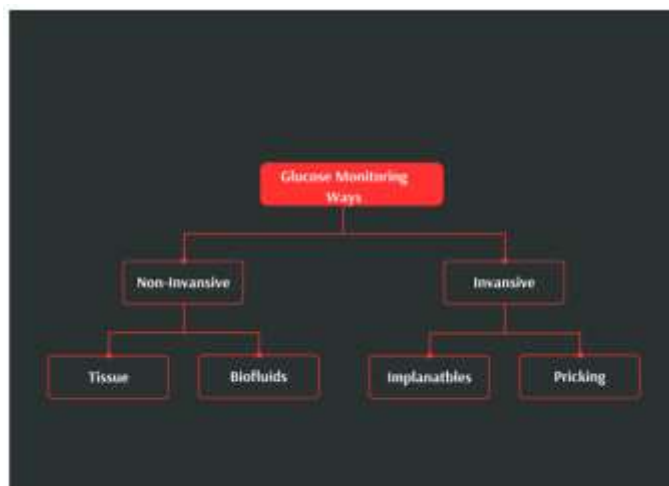 Glucose Monitoring
Ways
Non-Invansive
Invansive
Tissue
Biofluids
Implanatbles
Pricking